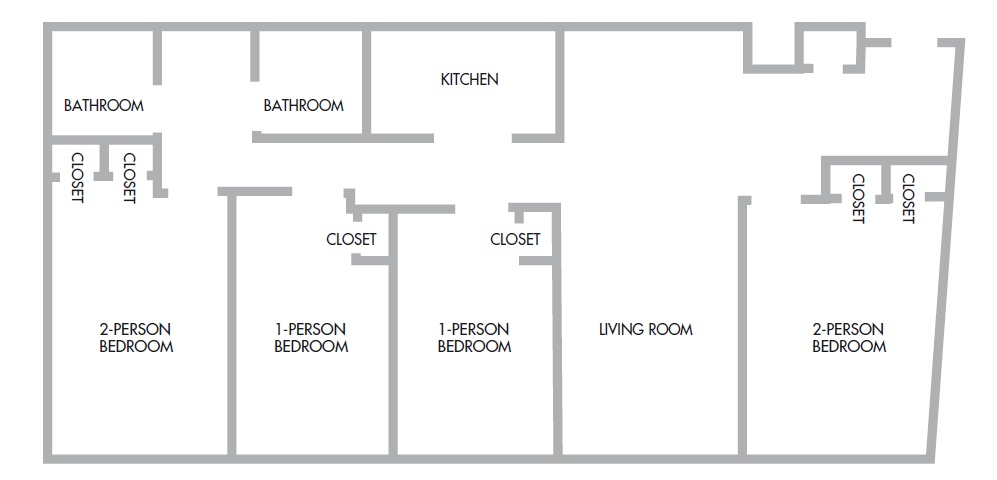 KITCHEN
BATHROOM
BATHROOM
CLOSET
CLOSET
CLOSET
CLOSET
CLOSET
CLOSET
2-PERSON
BEDROOM
1-PERSON
BEDROOM
1-PERSON
BEDROOM
LIVING ROOM
2-PERSON
BEDROOM